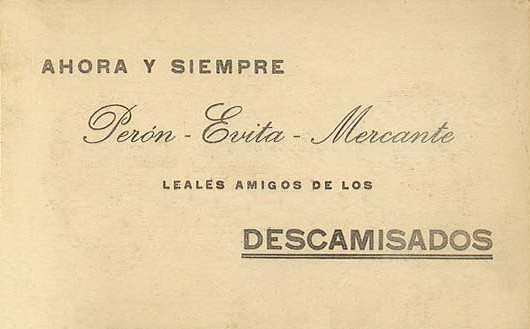 AHORA Y SIEMPRE
Perón - Evita - Mercante
LEALES AMIGOS DE LOS
DESCAMISADOS